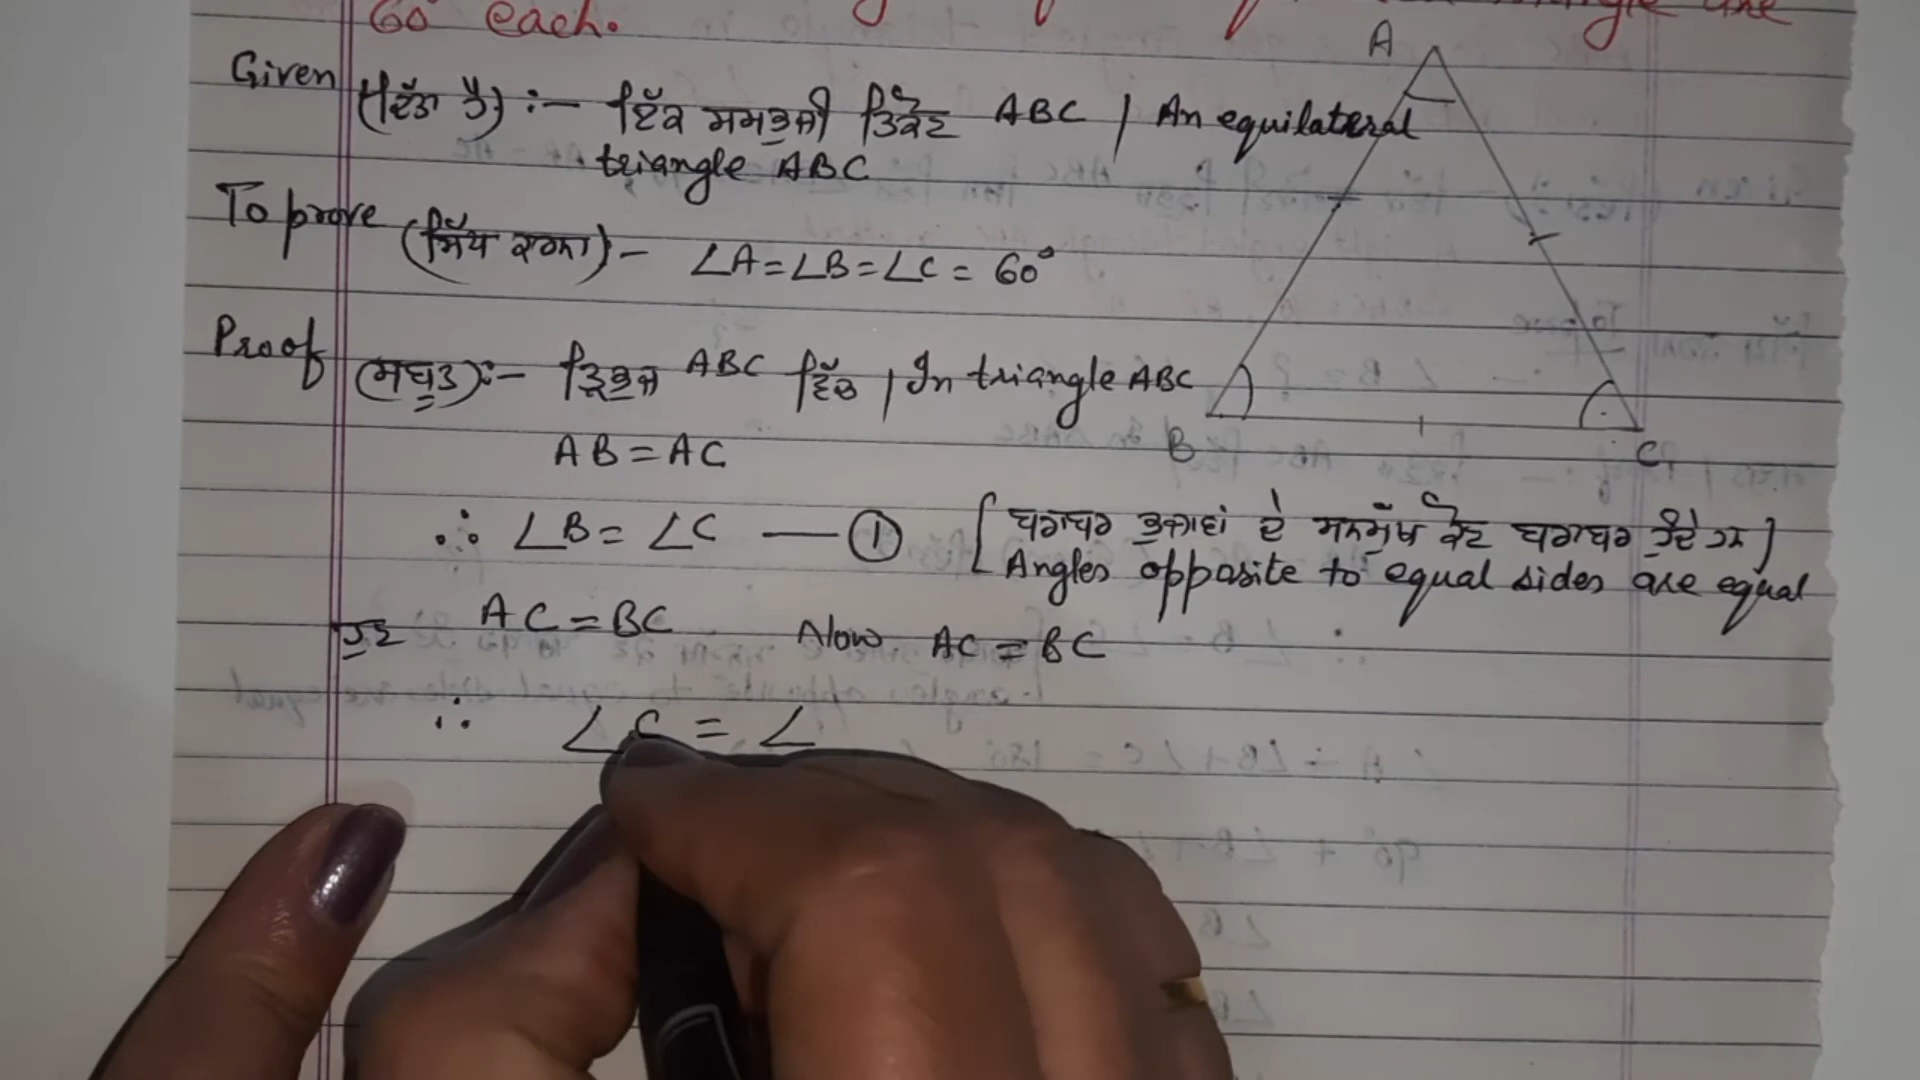 60° each. are
A
Given (ਦਿੱਤਾ ਹੈ) :- ਇੱਕ ਸਮਭੁਜੀ ਤ੍ਰਿਕੋਣ ABC / An equilateral
triangle ABC
To prove (ਸਿੱਧ ਕਰਨਾ) - ∠A = ∠B = ∠C = 60°
Proof (ਸਬੂਤ) :- ਤ੍ਰਿਭੁਜ ABC ਵਿੱਚ / In triangle ABC
B C
AB = AC
∴ ∠B = ∠C — ① [ਬਰਾਬਰ ਭੁਜਾਵਾਂ ਦੇ ਸਨਮੁੱਖ ਕੋਣ ਬਰਾਬਰ ਹੁੰਦੇ ਹਨ]
Angles opposite to equal sides are equal
ਹੁਣ AC = BC Now AC = BC
∴ ∠C = ∠